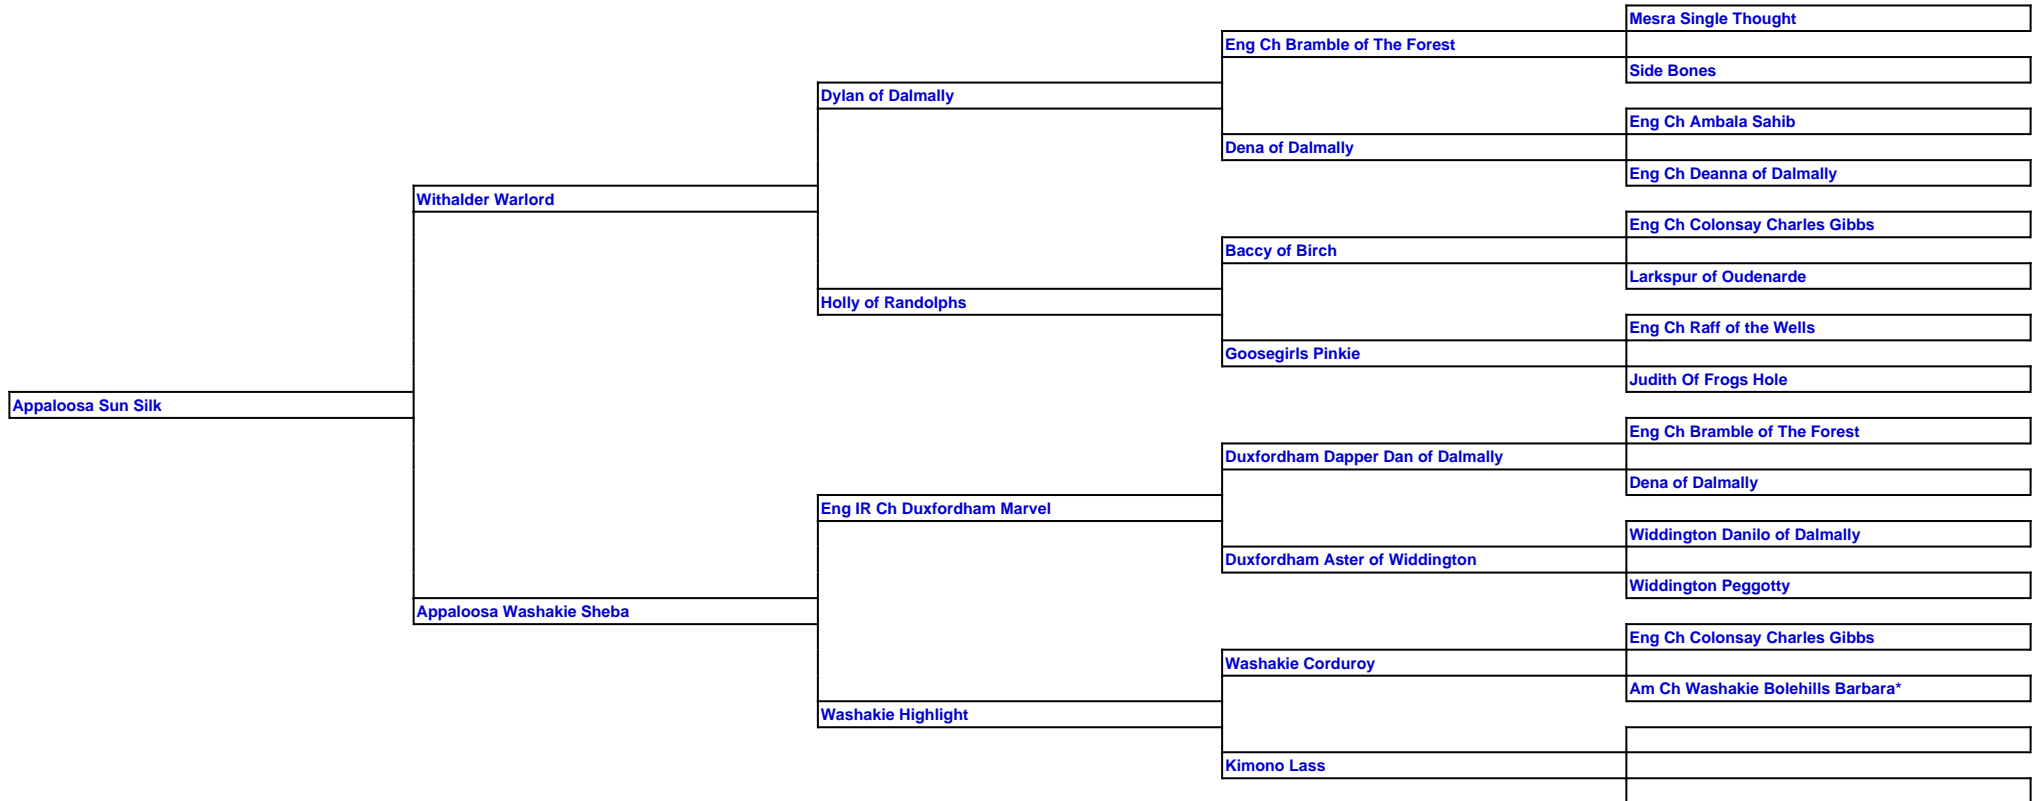 Mesra Single Thought
Eng Ch Bramble of The Forest
Side Bones
Dylan of Dalmally
Eng Ch Ambala Sahib
Dena of Dalmally
Eng Ch Deanna of Dalmally
Withalder Warlord
Eng Ch Colonsay Charles Gibbs
Baccy of Birch
Larkspur of Oudenarde
Holly of Randolphs
Eng Ch Raff of the Wells
Goosegirls Pinkie
Judith Of Frogs Hole
Appaloosa Sun Silk
Eng Ch Bramble of The Forest
Duxfordham Dapper Dan of Dalmally
Dena of Dalmally
Eng IR Ch Duxfordham Marvel
Widdington Danilo of Dalmally
Duxfordham Aster of Widdington
Widdington Peggotty
Appaloosa Washakie Sheba
Eng Ch Colonsay Charles Gibbs
Washakie Corduroy
Am Ch Washakie Bolehills Barbara*
Washakie Highlight
Kimono Lass